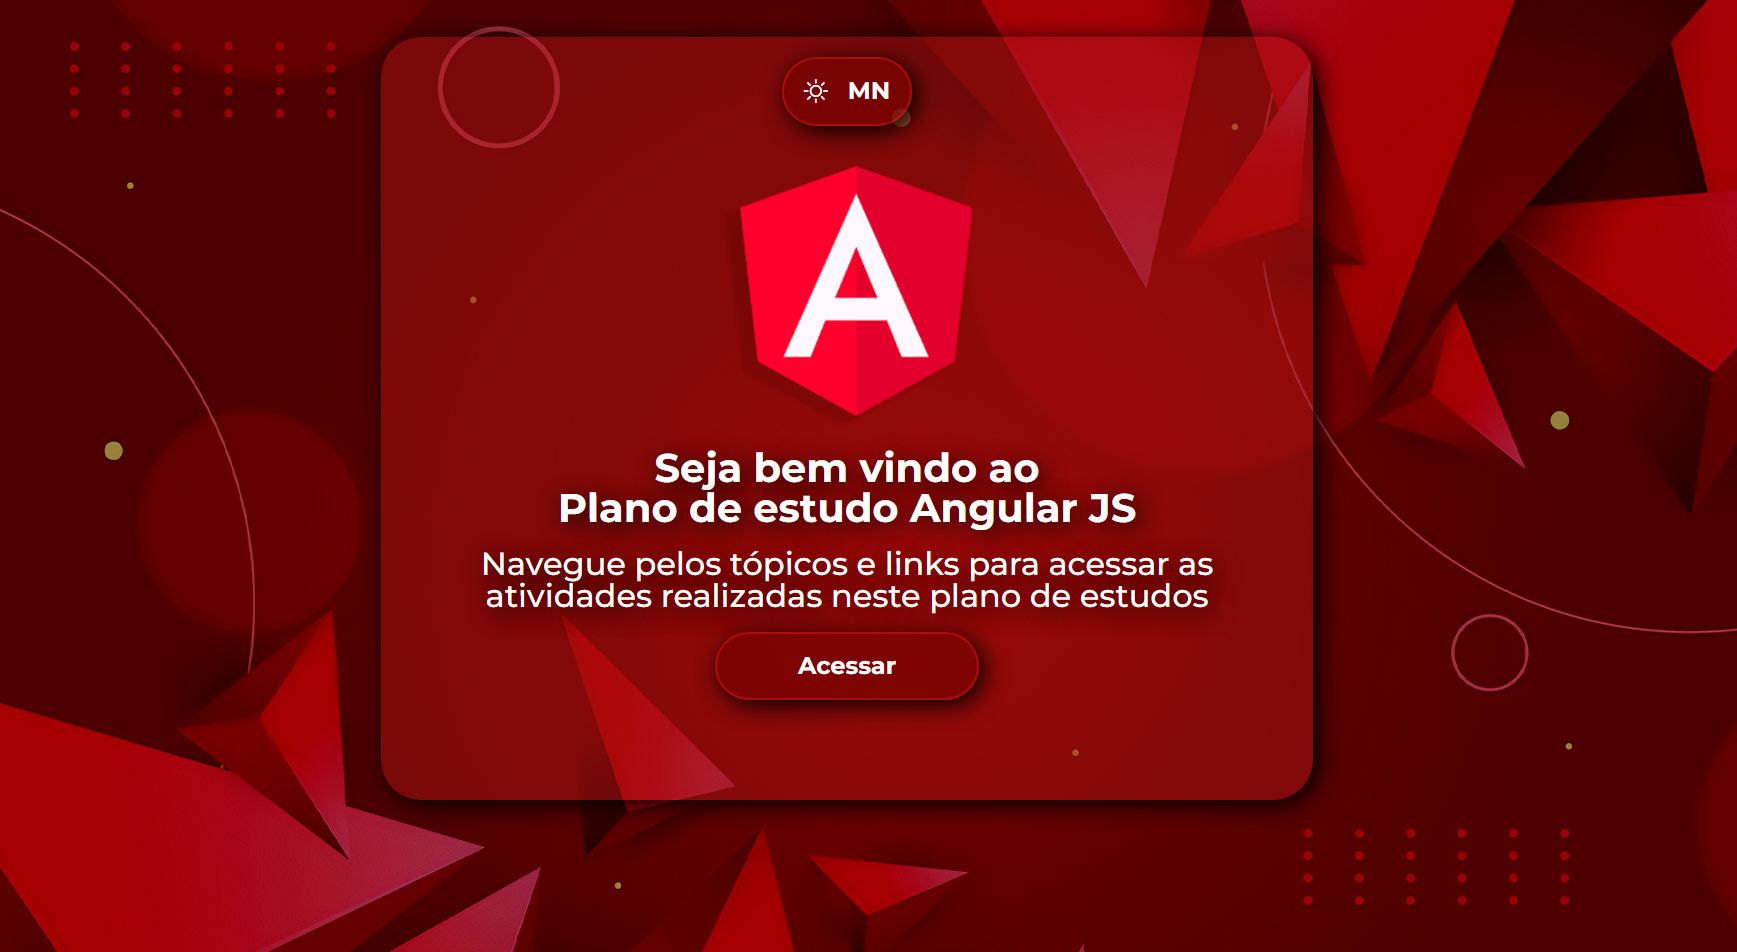 MN
A
Seja bem vindo ao
Plano de estudo Angular JS
Navegue pelos tópicos e links para acessar as
atividades realizadas neste plano de estudos
Acessar